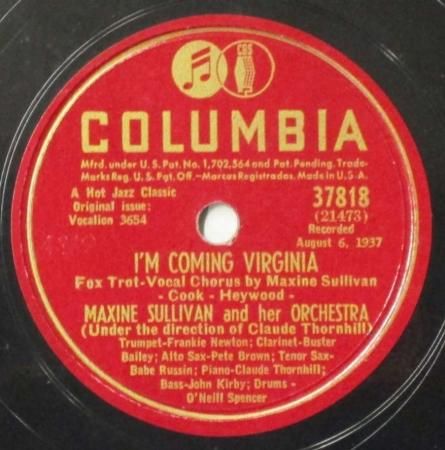 CBS
COLUMBIA
Mfrd. under U.S. Pat. No. 1,702,564 and Pat. Pending. Trade-
Marks Reg. U.S. Pat. Off.—Marcas Registradas. Made in U.S.A.
A Hot Jazz Classic
Original issue:
Vocalion 3654
37818
(21473)
Recorded
August 6, 1937
I'M COMING VIRGINIA
Fox Trot-Vocal Chorus by Maxine Sullivan
- Cook - Heywood -
MAXINE SULLIVAN and her ORCHESTRA
(Under the direction of Claude Thornhill)
Trumpet-Frankie Newton; Clarinet-Buster
Bailey; Alto Sax-Pete Brown; Tenor Sax-
Babe Russin; Piano-Claude Thornhill;
Bass-John Kirby; Drums -
O'Neill Spencer